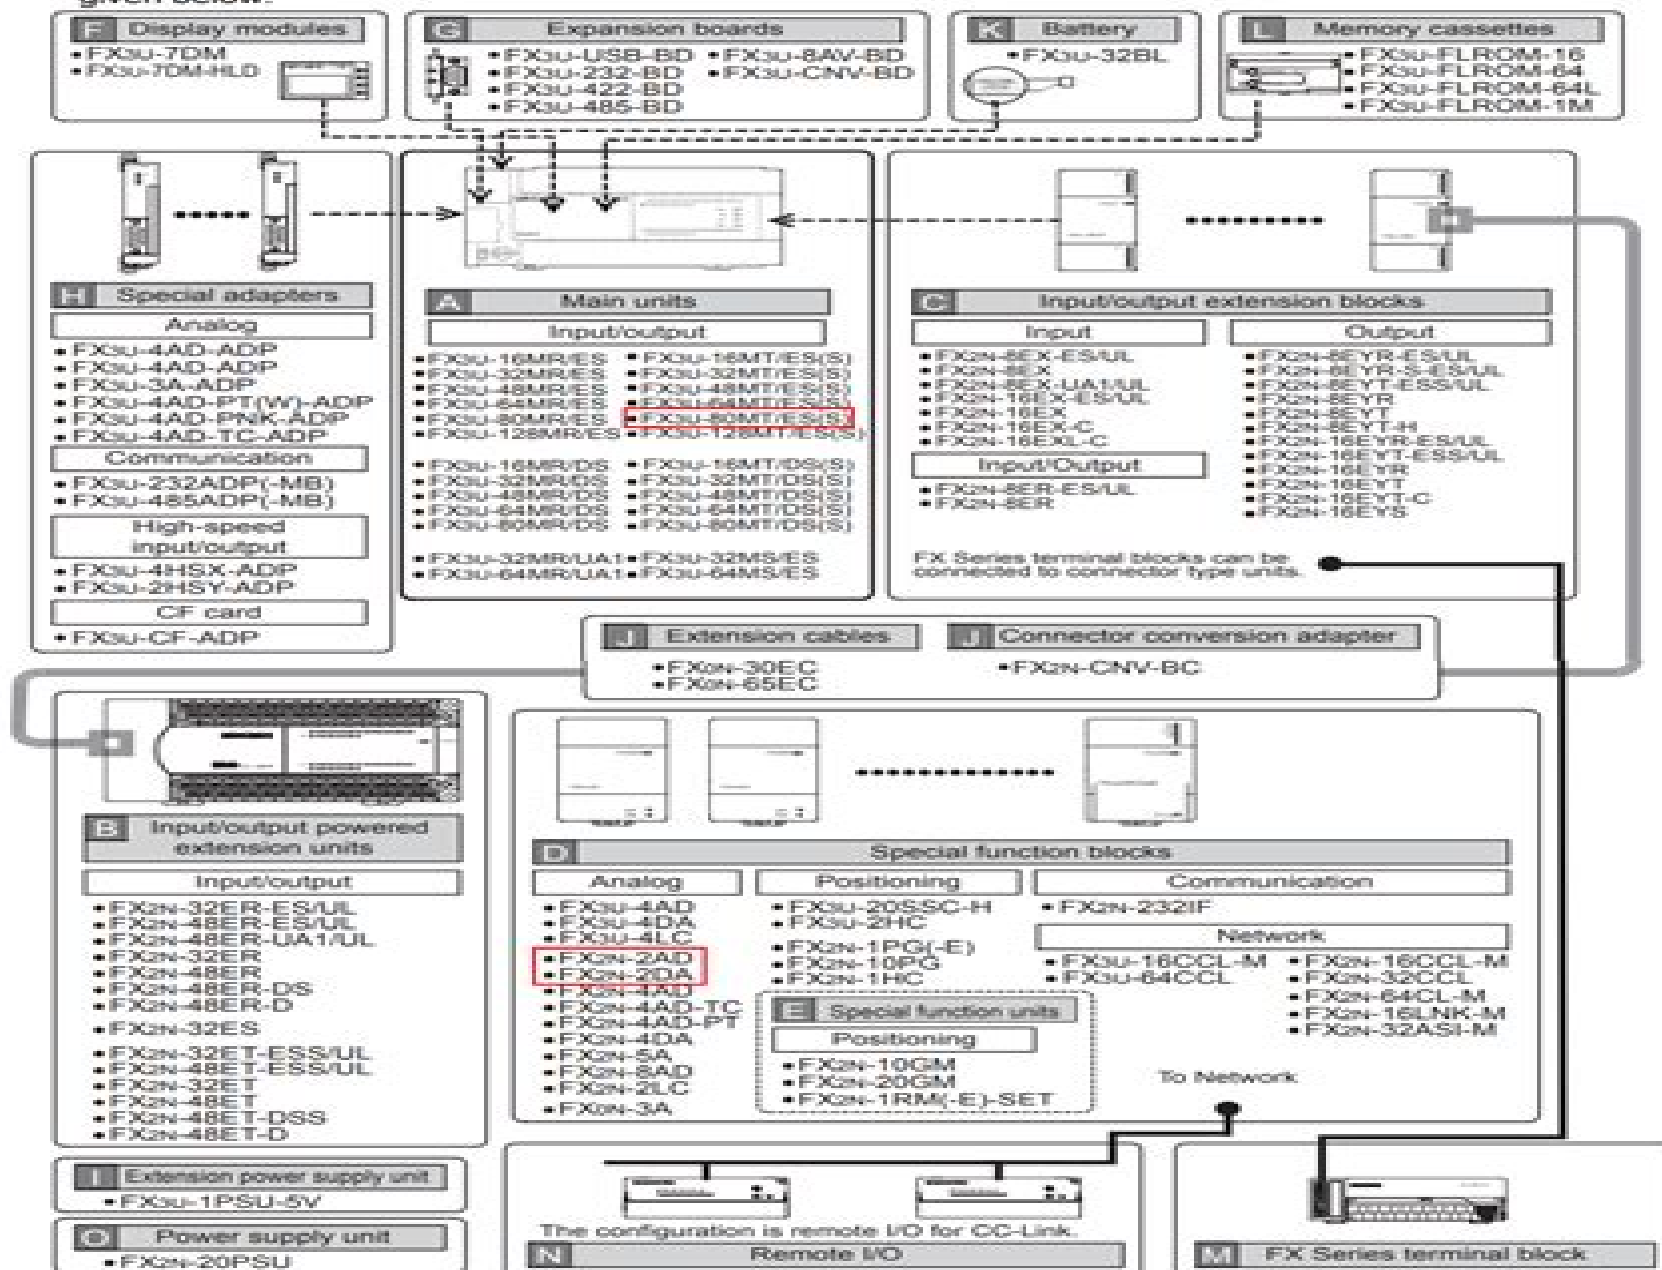 given below.
F Display modules
• FX3U-7DM
• FX3U-7DM-HLD
G Expansion boards
• FX3U-USB-BD • FX3U-8AV-BD
• FX3U-232-BD • FX3U-CNV-BD
• FX3U-422-BD
• FX3U-485-BD
K Battery
• FX3U-32BL
L Memory cassettes
• FX3U-FLROM-16
• FX3U-FLROM-64
• FX3U-FLROM-64L
• FX3U-FLROM-1M
H Special adapters
Analog
• FX3U-4AD-ADP
• FX3U-4AD-ADP
• FX3U-3A-ADP
• FX3U-4AD-PT(W)-ADP
• FX3U-4AD-PNK-ADP
• FX3U-4AD-TC-ADP
Communication
• FX3U-232ADP(-MB)
• FX3U-485ADP(-MB)
High-speed
input/output
• FX3U-4HSX-ADP
• FX3U-2HSY-ADP
CF card
• FX3U-CF-ADP
A Main units
Input/output
• FX3U-16MR/ES • FX3U-16MT/ES(S)
• FX3U-32MR/ES • FX3U-32MT/ES(S)
• FX3U-48MR/ES • FX3U-48MT/ES(S)
• FX3U-64MR/ES • FX3U-64MT/ES(S)
• FX3U-80MR/ES • FX3U-80MT/ES(S)
• FX3U-128MR/ES • FX3U-128MT/ES(S)
• FX3U-16MR/DS • FX3U-16MT/DS(S)
• FX3U-32MR/DS • FX3U-32MT/DS(S)
• FX3U-48MR/DS • FX3U-48MT/DS(S)
• FX3U-64MR/DS • FX3U-64MT/DS(S)
• FX3U-80MR/DS • FX3U-80MT/DS(S)
• FX3U-32MR/UA1 • FX3U-32MS/ES
• FX3U-64MR/UA1 • FX3U-64MS/ES
C Input/output extension blocks
Input
• FX2N-8EX-ES/UL
• FX2N-8EX
• FX2N-8EX-UA1/UL
• FX2N-16EX-ES/UL
• FX2N-16EX
• FX2N-16EX-C
• FX2N-16EXL-C
Input/Output
• FX2N-8ER-ES/UL
• FX2N-8ER
Output
• FX2N-8EYR-ES/UL
• FX2N-8EYR-S-ES/UL
• FX2N-8EYT-ESS/UL
• FX2N-8EYR
• FX2N-8EYT
• FX2N-8EYT-H
• FX2N-16EYR-ES/UL
• FX2N-16EYT-ESS/UL
• FX2N-16EYR
• FX2N-16EYT
• FX2N-16EYT-C
• FX2N-16EYS
FX Series terminal blocks can be
connected to connector type units.
J Extension cables
• FX0N-30EC
• FX0N-65EC
J Connector conversion adapter
• FX2N-CNV-BC
B Input/output powered
extension units
Input/output
• FX2N-32ER-ES/UL
• FX2N-48ER-ES/UL
• FX2N-48ER-UA1/UL
• FX2N-32ER
• FX2N-48ER
• FX2N-48ER-DS
• FX2N-48ER-D
• FX2N-32ES
• FX2N-32ET-ESS/UL
• FX2N-48ET-ESS/UL
• FX2N-32ET
• FX2N-48ET
• FX2N-48ET-DSS
• FX2N-48ET-D
D Special function blocks
Analog
• FX3U-4AD
• FX3U-4DA
• FX3U-4LC
• FX2N-2AD
• FX2N-2DA
• FX2N-4AD
• FX2N-4AD-TC
• FX2N-4AD-PT
• FX2N-4DA
• FX2N-5A
• FX2N-8AD
• FX2N-2LC
• FX0N-3A
Positioning
• FX3U-20SSC-H
• FX3U-2HC
• FX2N-1PG(-E)
• FX2N-10PG
• FX2N-1HC
E Special function units
Positioning
• FX2N-10GM
• FX2N-20GM
• FX2N-1RM(-E)-SET
Communication
• FX2N-232IF
Network
• FX3U-16CCL-M • FX2N-16CCL-M
• FX3U-64CCL • FX2N-32CCL
• FX2N-64CL-M
• FX2N-16LNK-M
• FX2N-32ASI-M
To Network
I Extension power supply unit
• FX3U-1PSU-5V
Power supply unit
• FX2N-20PSU
The configuration is remote I/O for CC-Link.
N Remote I/O
M FX Series terminal block